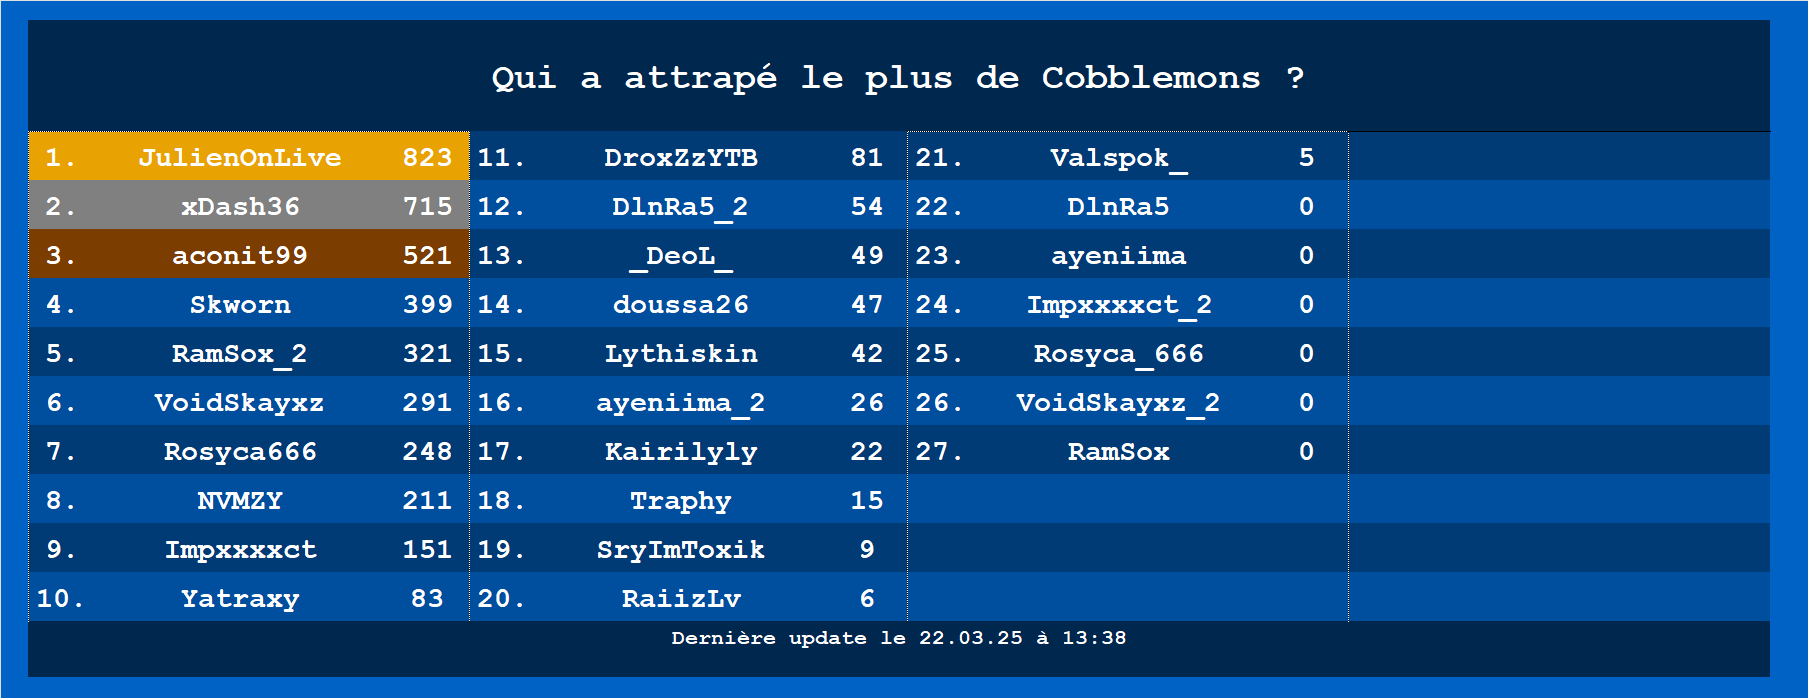 Qui a attrapé le plus de Cobblemons ?
1. JulienOnLive 823 11. DroxZzYTB 81 21. Valspok_ 5
2. xDash36 715 12. DlnRa5_2 54 22. DlnRa5 0
3. aconit99 521 13. _DeoL_ 49 23. ayeniima 0
4. Skworn 399 14. doussa26 47 24. Impxxxxct_2 0
5. RamSox_2 321 15. Lythiskin 42 25. Rosyca_666 0
6. VoidSkayxz 291 16. ayeniima_2 26 26. VoidSkayxz_2 0
7. Rosyca666 248 17. Kairilyly 22 27. RamSox 0
8. NVMZY 211 18. Traphy 15
9. Impxxxxct 151 19. SryImToxik 9
10. Yatraxy 83 20. RaiizLv 6
Dernière update le 22.03.25 à 13:38